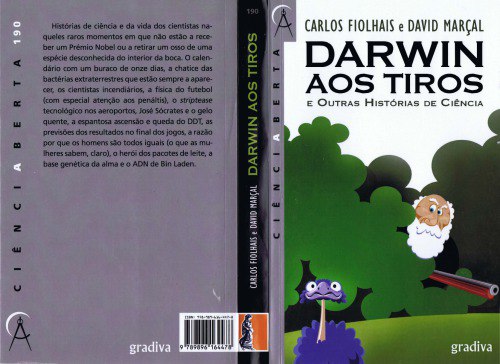 Histórias de ciência e da vida dos cientistas na-
queles raros momentos em que não estão a rece-
ber um Prémio Nobel ou a retirar um osso de uma
espécie desconhecida do interior da boca. O calen-
dário com um buraco de onze dias, a chatice das
bactérias extraterrestres que estão sempre a apare-
cer, os cientistas incendiários, a física do futebol
(com especial atenção aos penáltis), o striptease
tecnológico nos aeroportos, José Sócrates e o gelo
quente, a espantosa ascensão e queda do DDT, as
previsões dos resultados no final dos jogos, a razão
por que os homens são todos iguais (o que as mu-
lheres sabem, claro), o herói dos pacotes de leite, a
base genética da alma e o ADN de Bin Laden.
CIÊNCIA ABERTA 190
gradiva
9 789896 164478
190
DARWIN AOS TIROS
CARLOS FIOLHAIS e DAVID MARÇAL
CARLOS FIOLHAIS e DAVID MARÇAL
DARWIN
AOS TIROS
E OUTRAS HISTÓRIAS DE CIÊNCIA
CIÊNCIA ABERTA
gradiva